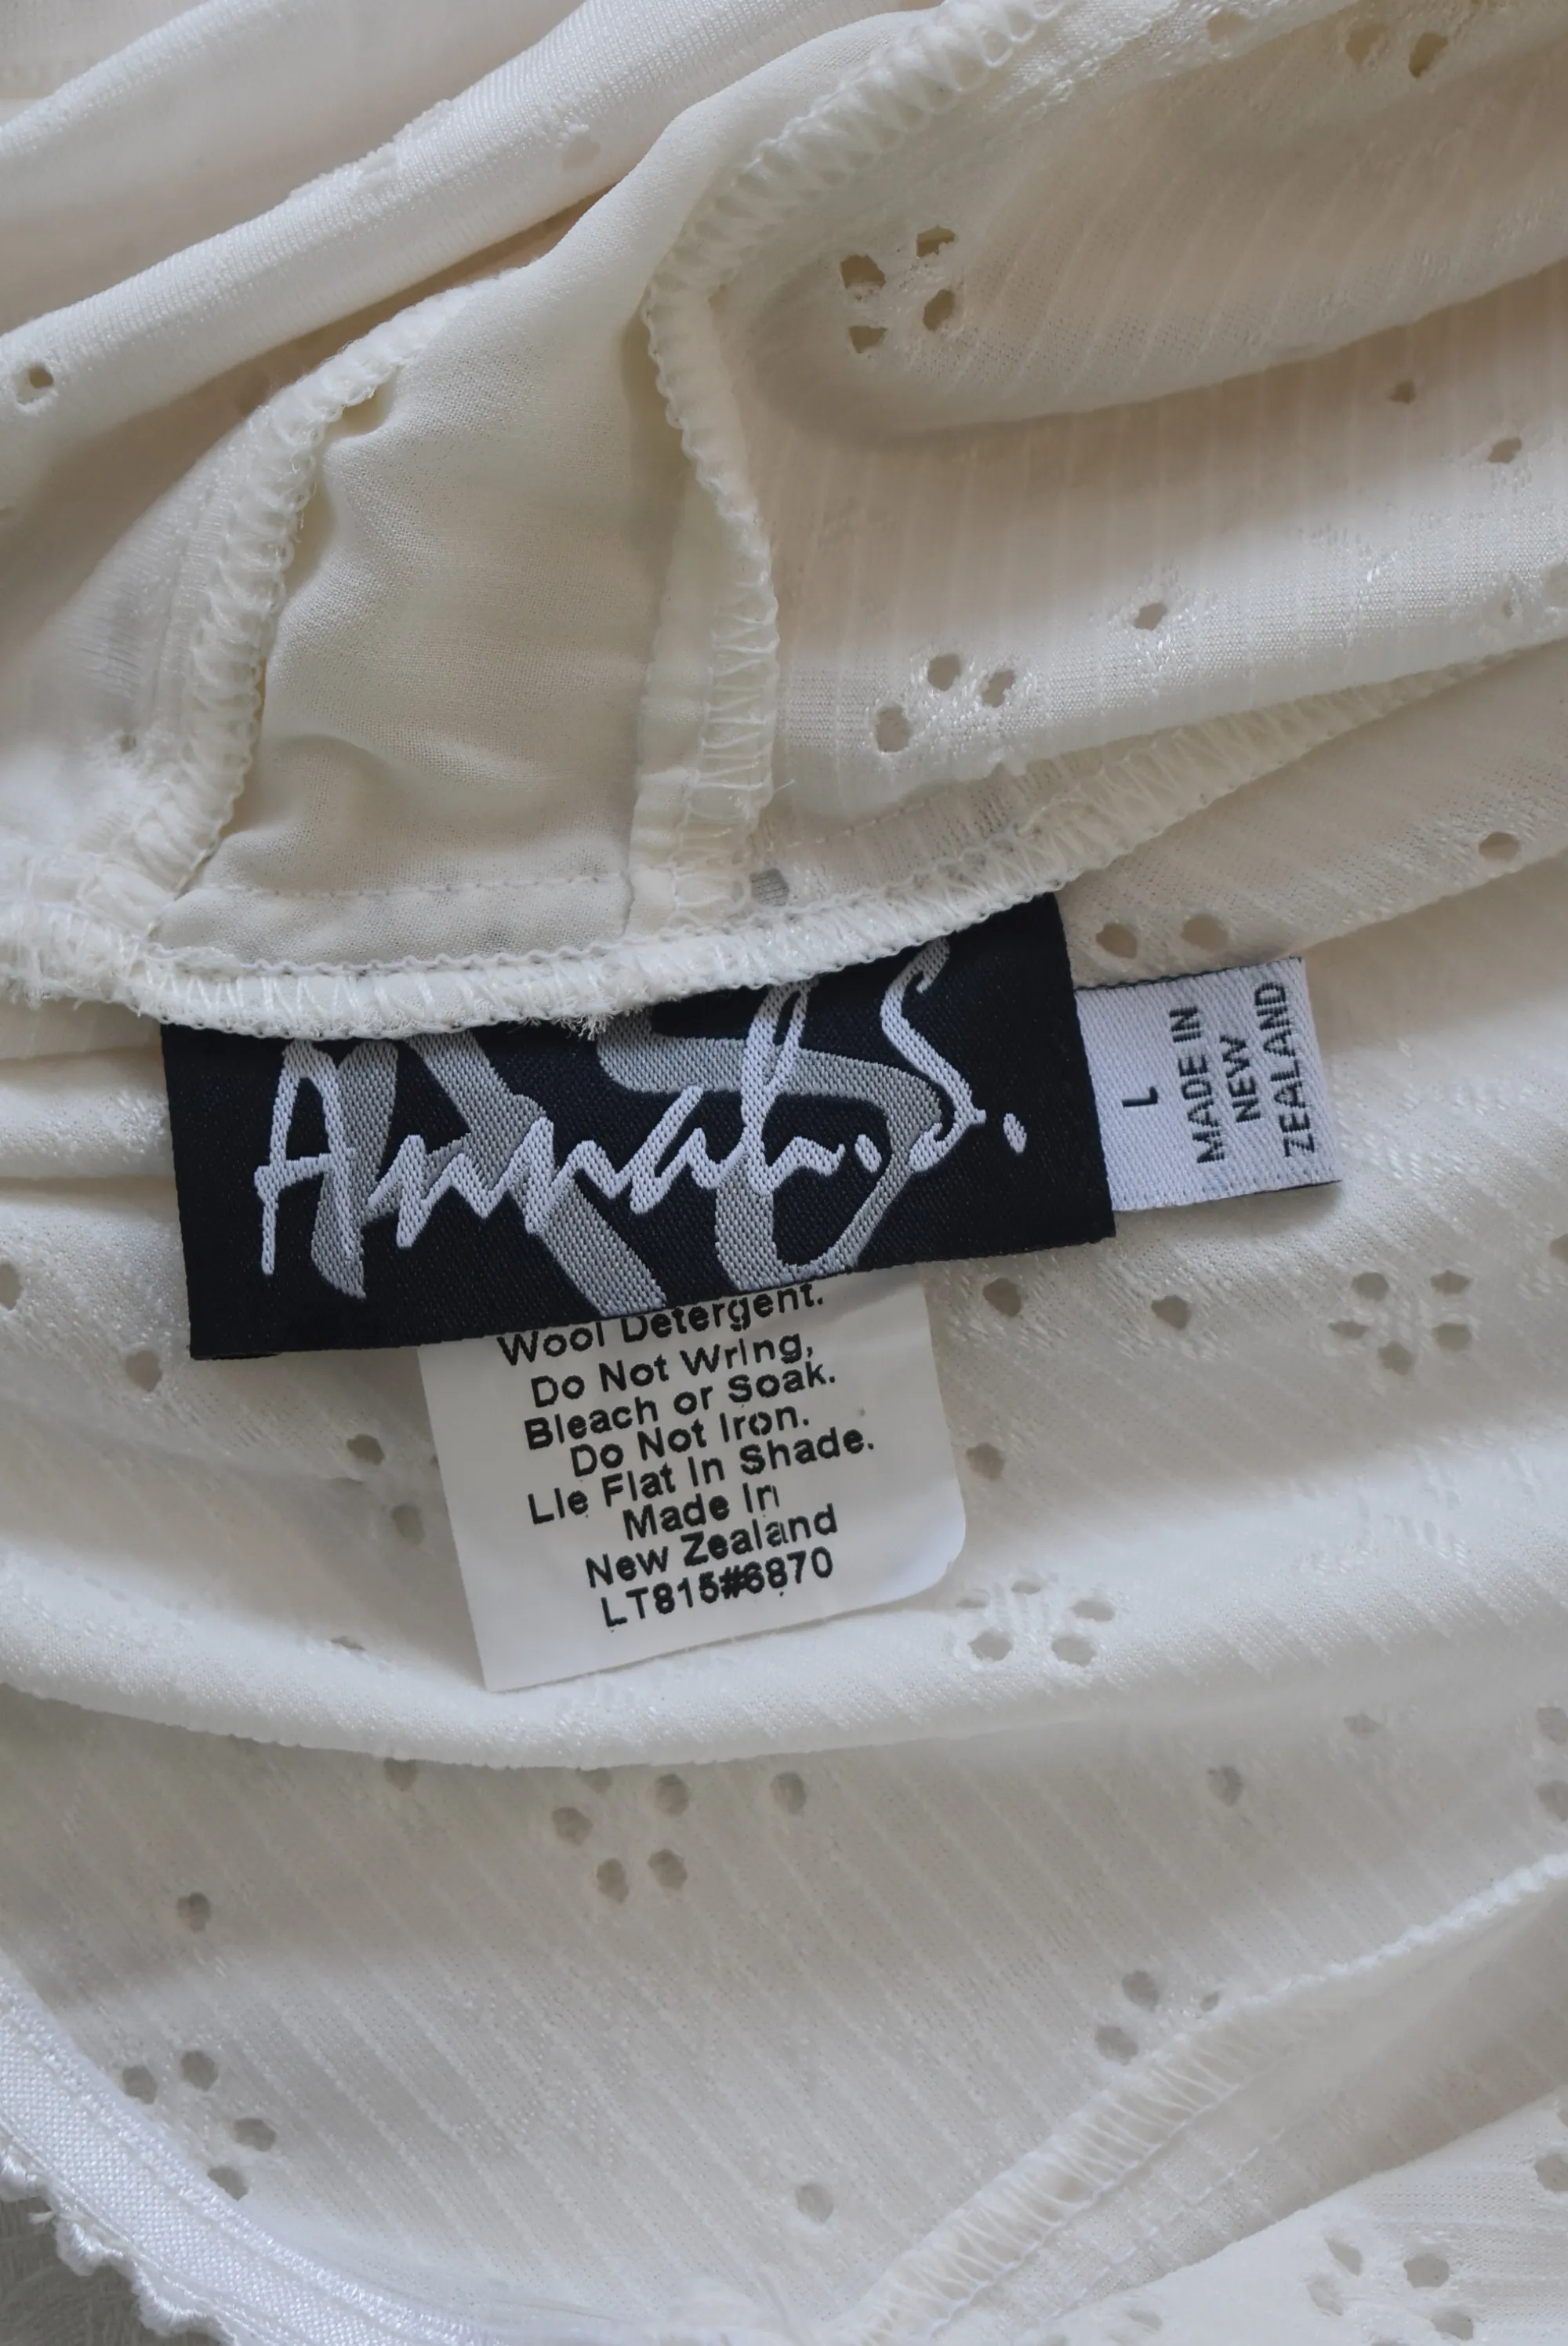 Annah.S.
L
MADE IN
NEW
ZEALAND
Wool Detergent.
Do Not Wring,
Bleach or Soak.
Do Not Iron.
Lie Flat In Shade.
Made In
New Zealand
LT815#6870